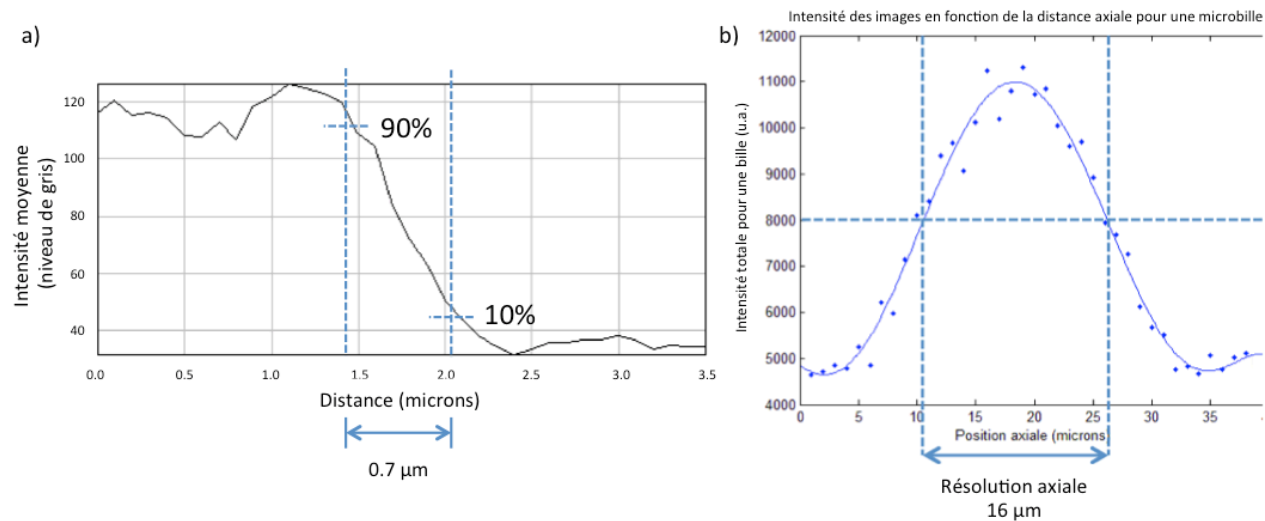 a)
Intensité moyenne
(niveau de gris)
120
100
80
60
40
90%
10%
0.0 0.5 1.0 1.5 2.0 2.5 3.0 3.5
Distance (microns)
0.7 µm
b)
Intensité des images en fonction de la distance axiale pour une microbille
Intensité totale pour une bille (u.a.)
12000
11000
10000
9000
8000
7000
6000
5000
4000
0 5 10 15 20 25 30 35
Position axiale (microns)
Résolution axiale
16 µm